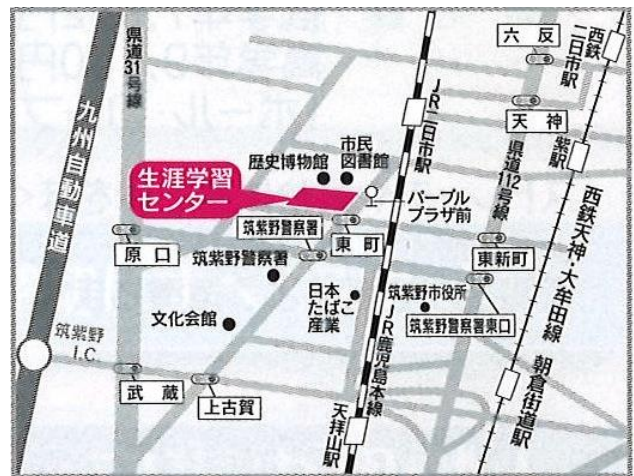 六反
西鉄
二日市駅
県道31号線
JR二日市駅
天神
紫駅
九州自動車道
市民
図書館
歴史博物館
県道112号線
生涯学習
センター
パープル
プラザ前
西鉄天神・大牟田線
筑紫野警察署
東町
原口
東新町
筑紫野警察署
日本
たばこ
産業
筑紫野市役所
筑紫野警察署東口
文化会館
JR鹿児島本線
筑紫野
I.C.
朝倉街道駅
武蔵
上古賀
天拝山駅